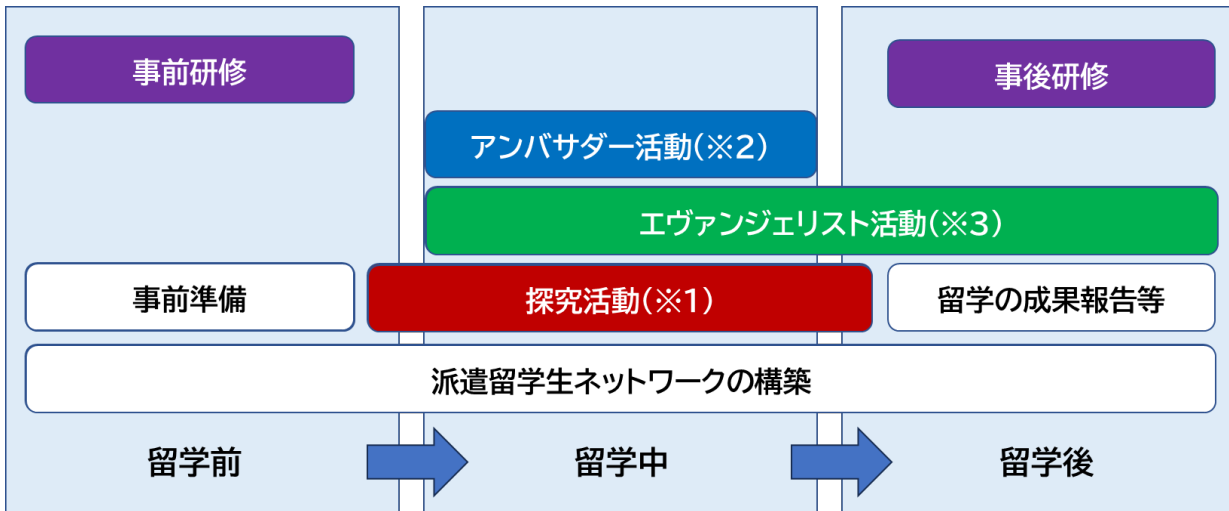 事前研修
事後研修
アンバサダー活動(※2)
エヴァンジェリスト活動(※3)
事前準備
探究活動(※1)
留学の成果報告等
派遣留学生ネットワークの構築
留学前
留学中
留学後